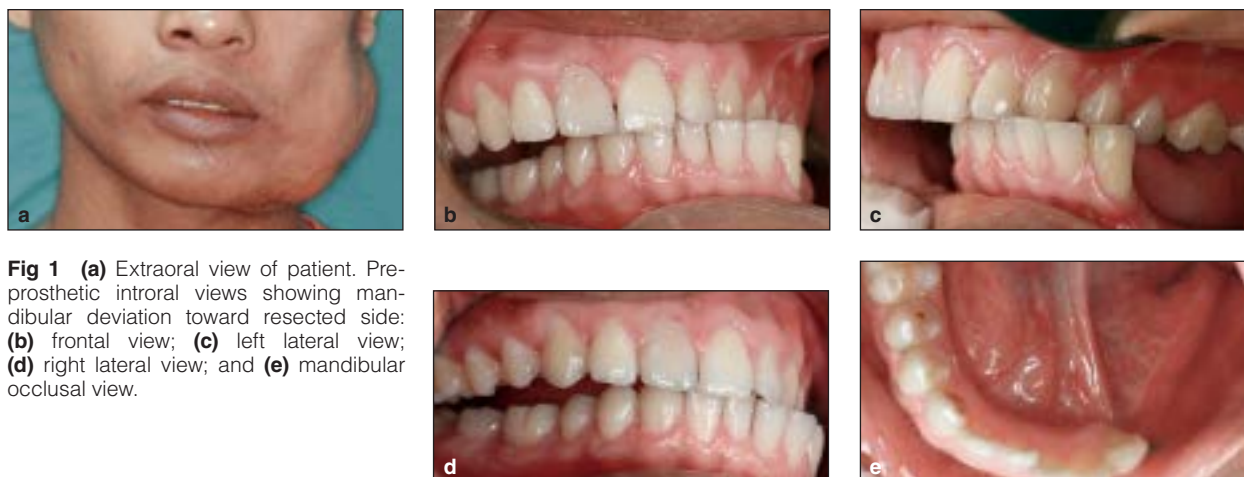 a
b
c
Fig 1 (a) Extraoral view of patient. Pre-
prosthetic introral views showing man-
dibular deviation toward resected side:
(b) frontal view; (c) left lateral view;
(d) right lateral view; and (e) mandibular
occlusal view.
d
e